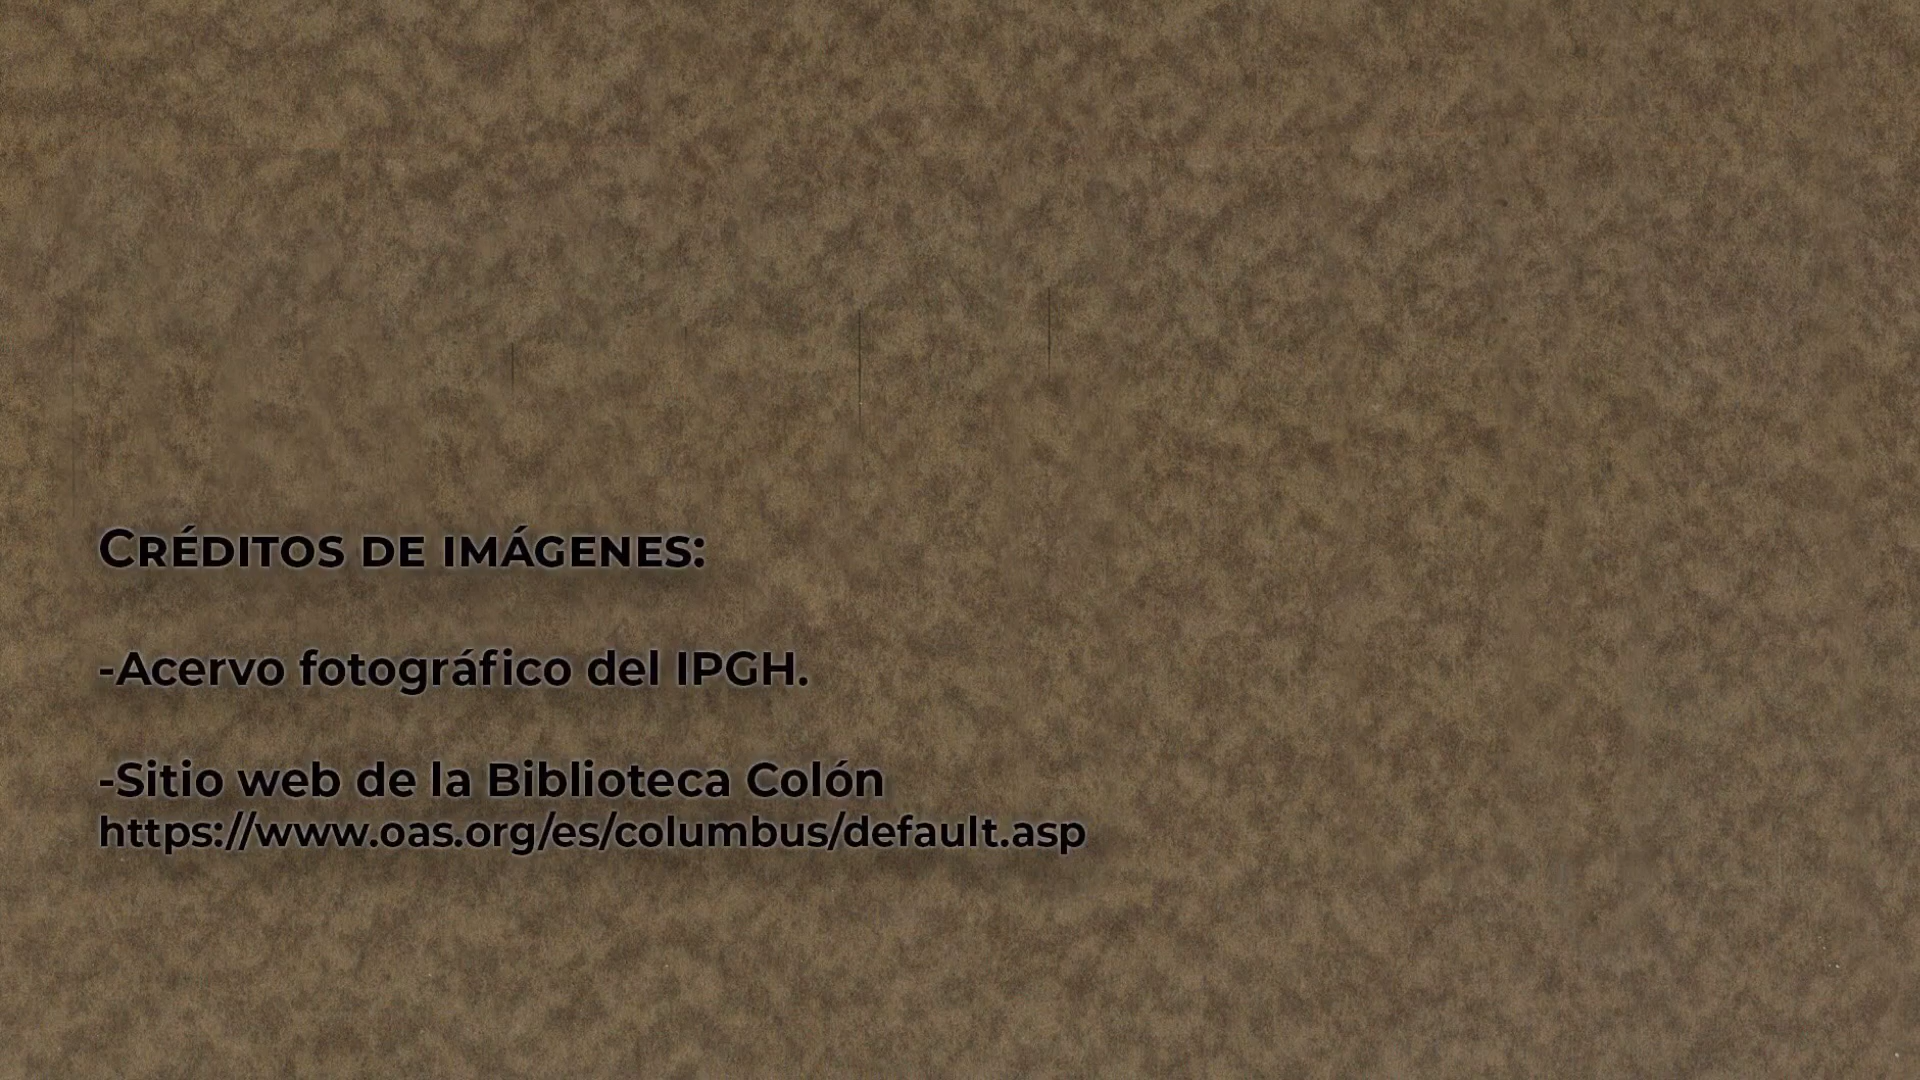 Créditos de imágenes:
-Acervo fotográfico del IPGH.
-Sitio web de la Biblioteca Colón
https://www.oas.org/es/columbus/default.asp